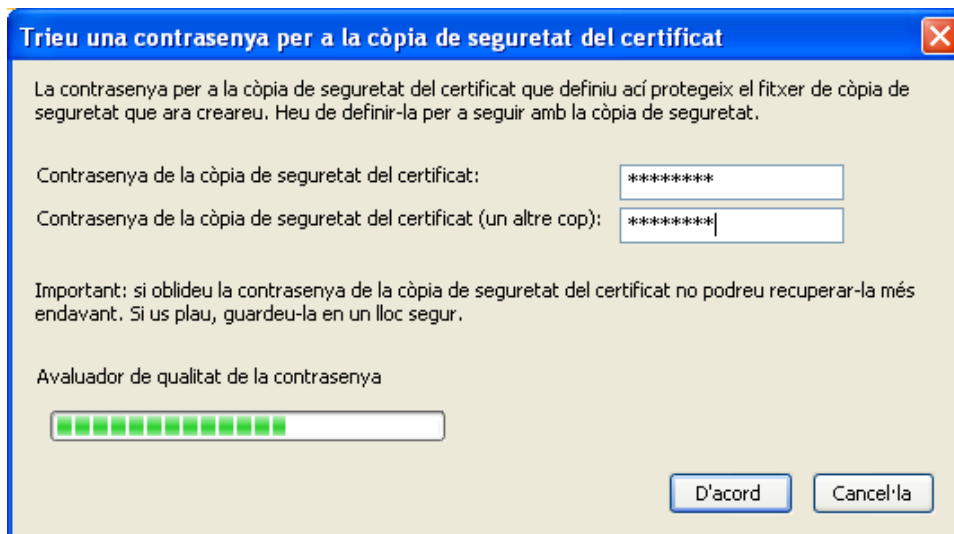 Trieu una contrasenya per a la còpia de seguretat del certificat
La contrasenya per a la còpia de seguretat del certificat que definiu ací protegeix el fitxer de còpia de
seguretat que ara creareu. Heu de definir-la per a seguir amb la còpia de seguretat.
Contrasenya de la còpia de seguretat del certificat: ********
Contrasenya de la còpia de seguretat del certificat (un altre cop): ********
Important: si oblideu la contrasenya de la còpia de seguretat del certificat no podreu recuperar-la més
endavant. Si us plau, guardeu-la en un lloc segur.
Avaluador de qualitat de la contrasenya
D'acord Cancel·la